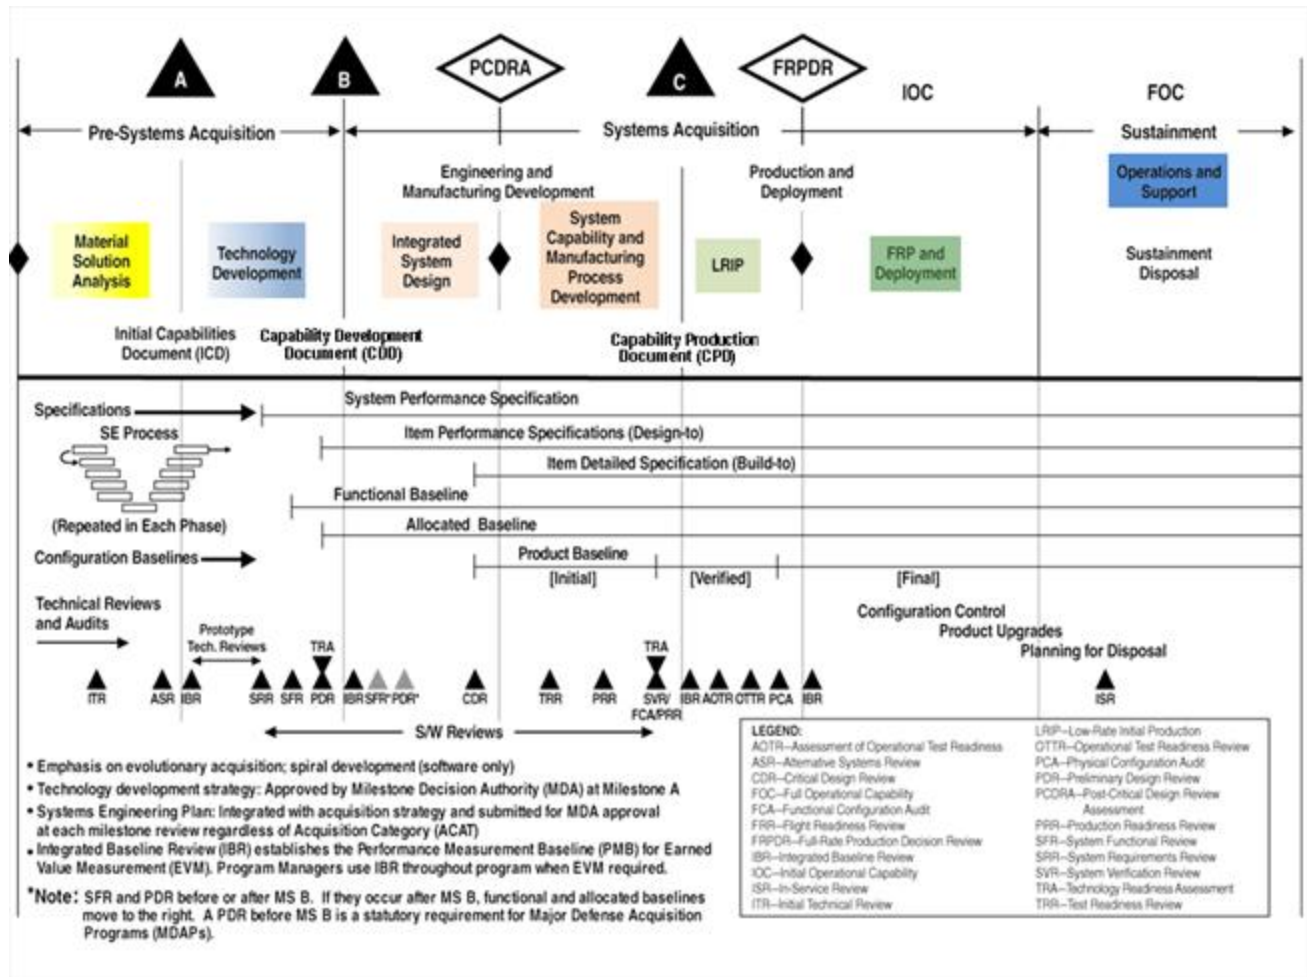 A
B
PCDRA
C
FRPDR
IOC
FOC
Pre-Systems Acquisition
Systems Acquisition
Sustainment
Engineering and
Manufacturing Development
Production and
Deployment
Operations and
Support
Material
Solution
Analysis
Technology
Development
Integrated
System
Design
System
Capability and
Manufacturing
Process
Development
LRIP
FRP and
Deployment
Sustainment
Disposal
Initial Capabilities
Document (ICD)
Capability Development
Document (CDD)
Capability Production
Document (CPD)
Specifications
System Performance Specification
SE Process
Item Performance Specifications (Design-to)
Item Detailed Specification (Build-to)
Functional Baseline
(Repeated in Each Phase)
Allocated Baseline
Configuration Baselines
Product Baseline
[Initial]
[Verified]
[Final]
Technical Reviews
and Audits
Prototype
Tech. Reviews
Configuration Control
Product Upgrades
Planning for Disposal
TRA
TRA
ITR
ASR
IBR
SRR
SFR
PDR
IBR
SFR*
PDR*
CDR
TRR
PRR
SVR/
FCA/PRR
IBR
AOTR
OTTR
PCA
IBR
ISR
S/W Reviews
• Emphasis on evolutionary acquisition; spiral development (software only)
• Technology development strategy: Approved by Milestone Decision Authority (MDA) at Milestone A
• Systems Engineering Plan: Integrated with acquisition strategy and submitted for MDA approval
at each milestone review regardless of Acquisition Category (ACAT)
• Integrated Baseline Review (IBR) establishes the Performance Measurement Baseline (PMB) for Earned
Value Measurement (EVM). Program Managers use IBR throughout program when EVM required.
*Note: SFR and PDR before or after MS B. If they occur after MS B, functional and allocated baselines
move to the right. A PDR before MS B is a statutory requirement for Major Defense Acquisition
Programs (MDAPs).
LEGEND:
AOTR–Assessment of Operational Test Readiness
ASR–Alternative Systems Review
CDR–Critical Design Review
FOC–Full Operational Capability
FCA–Functional Configuration Audit
FRR–Flight Readiness Review
FRPDR–Full-Rate Production Decision Review
IBR–Integrated Baseline Review
IOC–Initial Operational Capability
ISR–In-Service Review
ITR–Initial Technical Review
LRIP–Low-Rate Initial Production
OTTR–Operational Test Readiness Review
PCA–Physical Configuration Audit
PDR–Preliminary Design Review
PCDRA–Post-Critical Design Review
Assessment
PRR–Production Readiness Review
SFR–System Functional Review
SRR–System Requirements Review
SVR–System Verification Review
TRA–Technology Readiness Assessment
TRR–Test Readiness Review